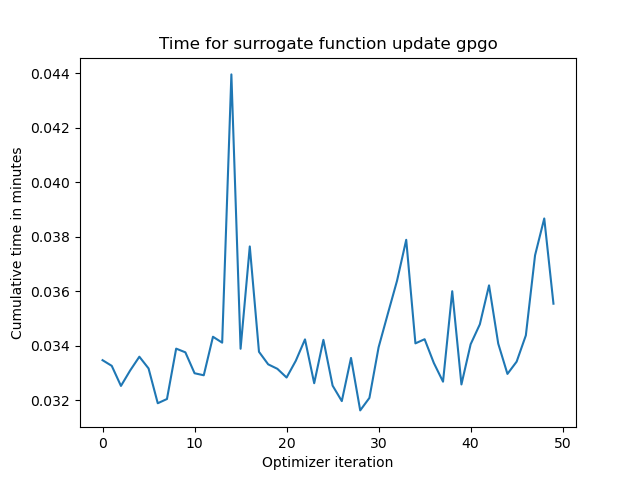 Time for surrogate function update gpgo
Cumulative time in minutes
0.044
0.042
0.040
0.038
0.036
0.034
0.032
0 10 20 30 40 50
Optimizer iteration